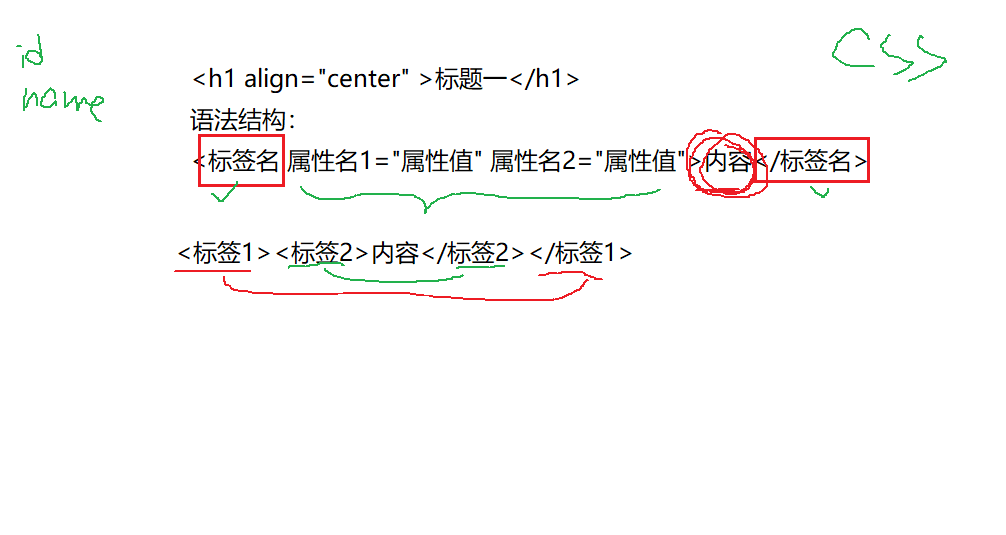 id
name
CSS
<h1 align="center" >标题一</h1>
语法结构：
<标签名 属性名1="属性值" 属性名2="属性值">内容</标签名>
<标签1><标签2>内容</标签2></标签1>